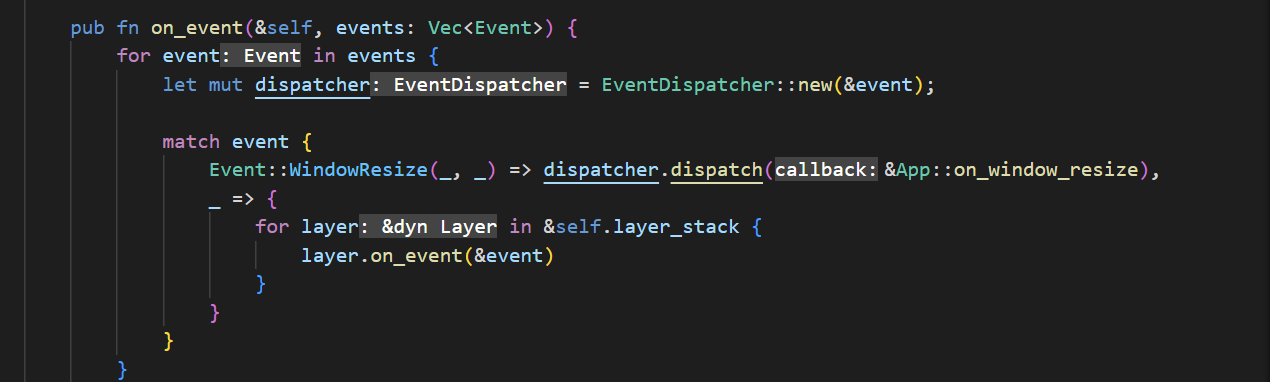 pub fn on_event(&self, events: Vec<Event>) {
for event: Event in events {
let mut dispatcher: EventDispatcher = EventDispatcher::new(&event);
match event {
Event::WindowResize(_, _) => dispatcher.dispatch(callback: &App::on_window_resize),
_ => {
for layer: &dyn Layer in &self.layer_stack {
layer.on_event(&event)
}
}
}
}